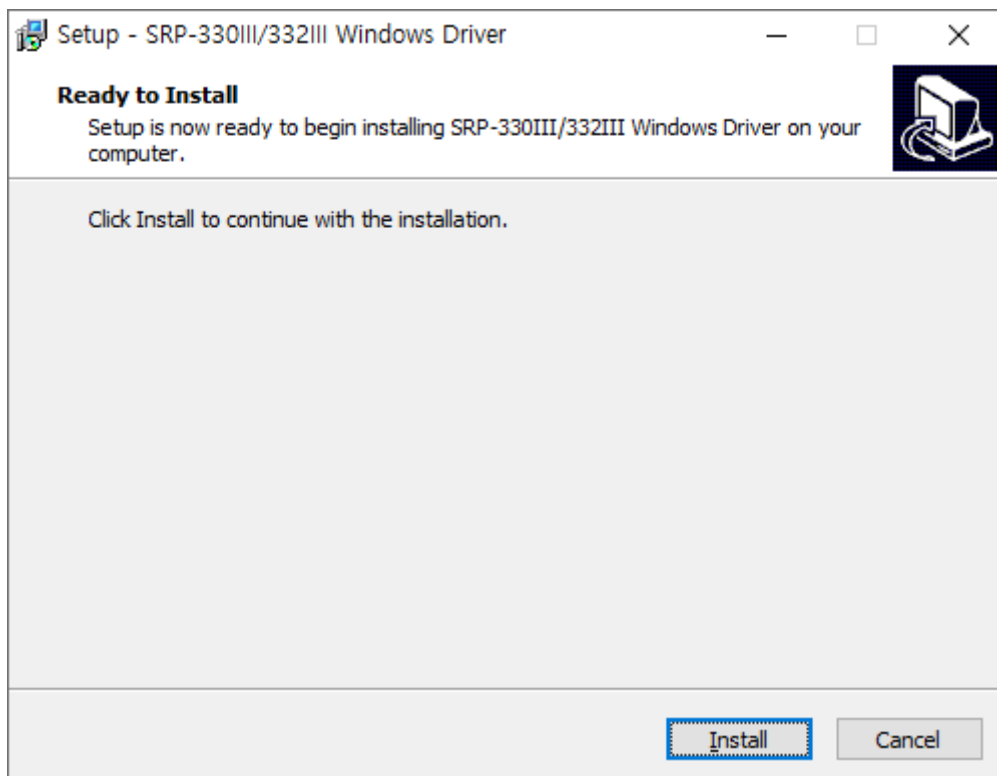 Setup - SRP-330III/332III Windows Driver
Ready to Install
Setup is now ready to begin installing SRP-330III/332III Windows Driver on your
computer.
Click Install to continue with the installation.
Install
Cancel